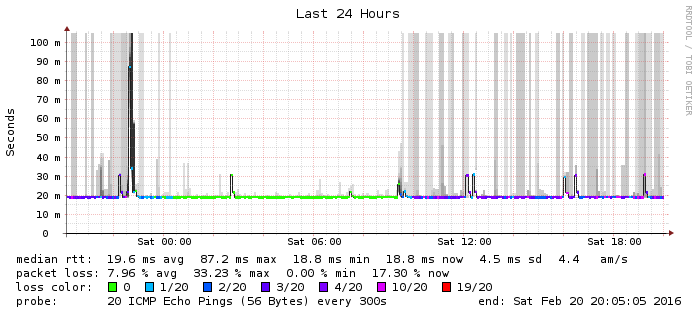 Last 24 Hours
RRDTOOL / TOBI OETIKER
Seconds
100 m
90 m
80 m
70 m
60 m
50 m
40 m
30 m
20 m
10 m
0
Sat 00:00 Sat 06:00 Sat 12:00 Sat 18:00
median rtt: 19.6 ms avg 87.2 ms max 18.8 ms min 18.8 ms now 4.5 ms sd 4.4 am/s
packet loss: 7.96 % avg 33.23 % max 0.00 % min 17.30 % now
loss color: 0 1/20 2/20 3/20 4/20 10/20 19/20
probe: 20 ICMP Echo Pings (56 Bytes) every 300s end: Sat Feb 20 20:05:05 2016